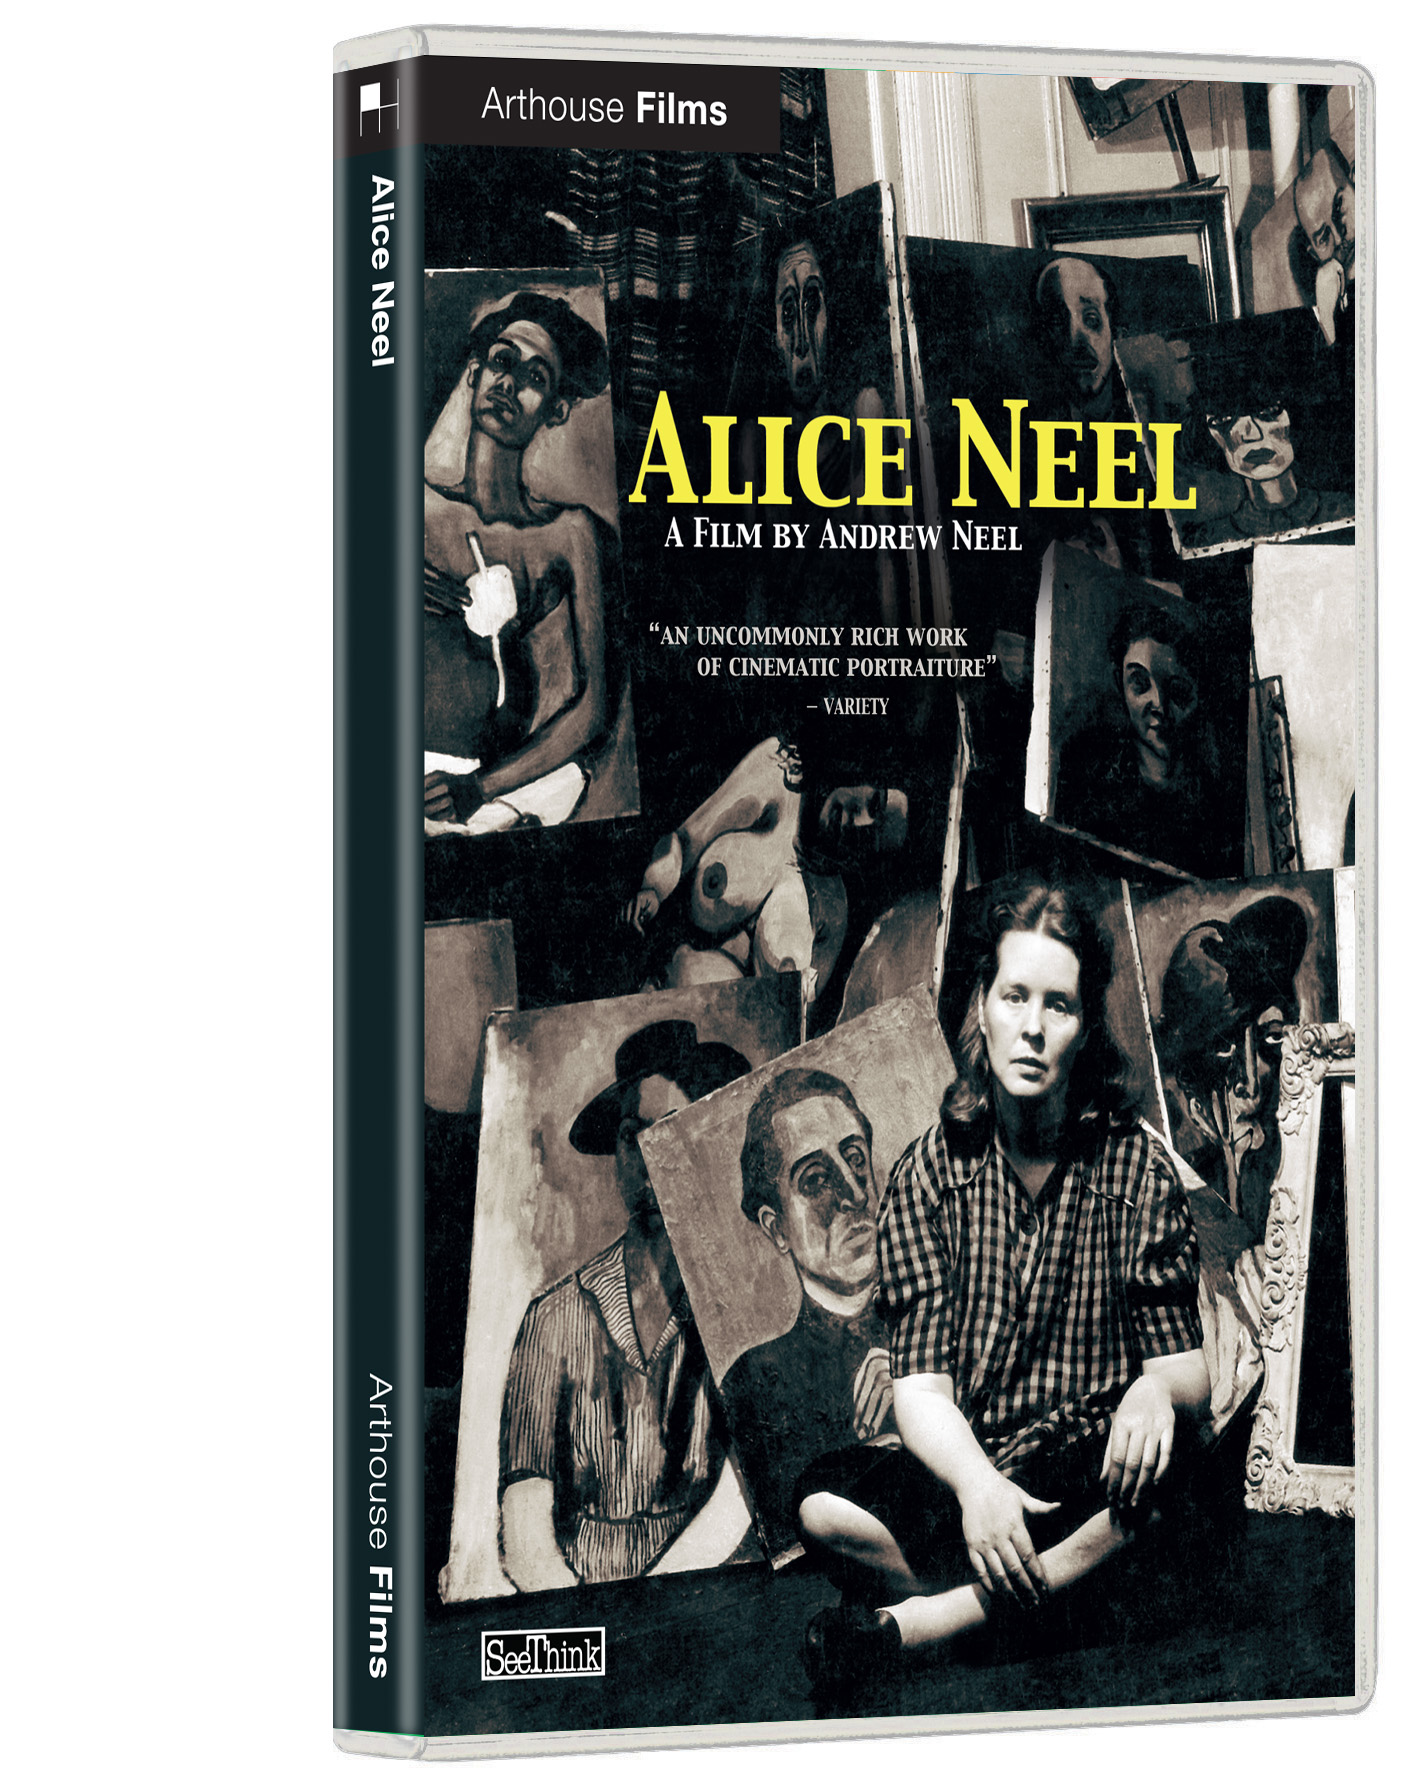 Arthouse Films
Alice Neel
Arthouse Films
ALICE NEEL
A FILM BY ANDREW NEEL
“AN UNCOMMONLY RICH WORK
OF CINEMATIC PORTRAITURE”
– VARIETY
SeeThink